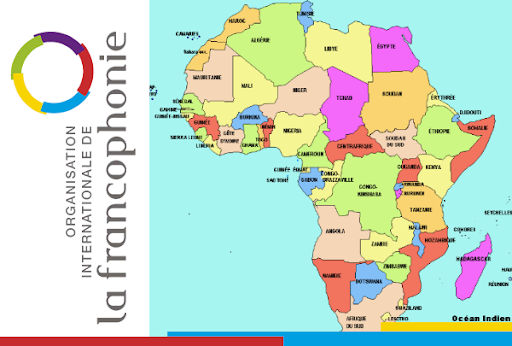 ORGANISATION
INTERNATIONALE DE
la francophonie
MAROC
TUNISIE
CANARIES
ALGÉRIE
LIBYE
ÉGYPTE
MAURITANIE
MALI
NIGER
TCHAD
SOUDAN
ÉRYTHRÉE
SÉNÉGAL
GAMBIE
GUINÉE-BISSAU
GUINÉE
BURKINA
DJIBOUTI
SIERRA LEONE
CÔTE
D'IVOIRE
LIBERIA
GHANA
TOGO
BÉNIN
NIGERIA
CAMEROUN
CENTRAFRIQUE
SOUDAN
DU SUD
ÉTHIOPIE
SOMALIE
GUINÉE ÉQUAT
SAO TOMÉ
GABON
CONGO-
BRAZZAVILLE
CONGO-
KINSHASA
OUGANDA
KENYA
RWANDA
BURUNDI
TANZANIE
SEYCHELLES
COMORES
ANGOLA
ZAMBIE
MALAWI
MOZAMBIQUE
MADAGASCAR
RÉUNION
NAMIBIE
BOTSWANA
ZIMBABWE
SWAZILAND
LESOTHO
AFRIQUE
DU SUD
Océan Indien